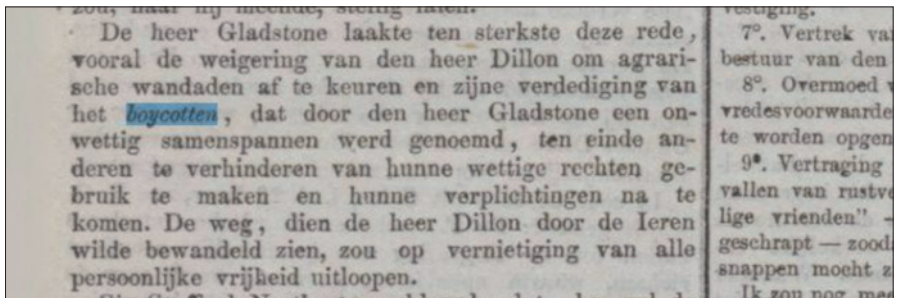 De heer Gladstone laakte ten sterkste deze rede,
vooral de weigering van den heer Dillon om agrari-
sche wandaden af te keuren en zijne verdediging van
het boycotten, dat door den heer Gladstone een on-
wettig samenspannen werd genoemd, ten einde an-
deren te verhinderen van hunne wettige rechten ge-
bruik te maken en hunne verplichtingen na te
komen. De weg, dien de heer Dillon door de Ieren
wilde bewandeld zien, zou op vernietiging van alle
persoonlijke vrijheid uitloopen.
vestiging.
7°. Vertrek va
bestuur van den
8°. Overmoed
vredesvoorwaarde
te worden opgen
9°. Vertraging
vallen van rustve
lige vrienden" —
geschrapt — zood
snappen mocht z
Ik zou nog mee